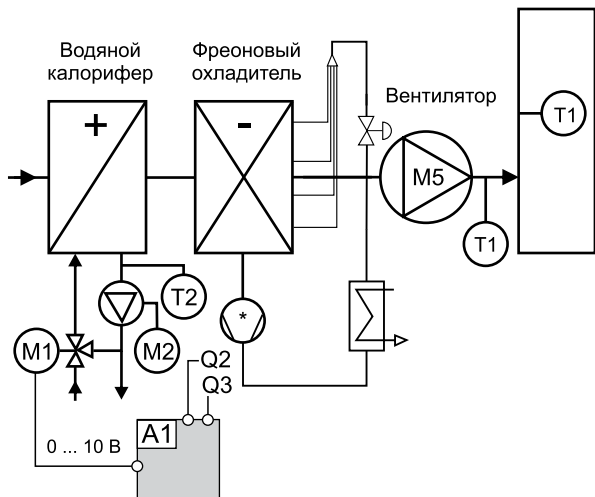 Водяной
калорифер
Фреоновый
охладитель
Вентилятор
+
-
T1
M5
T1
T2
*
M1
M2
Q2
Q3
A1
0 ... 10 В